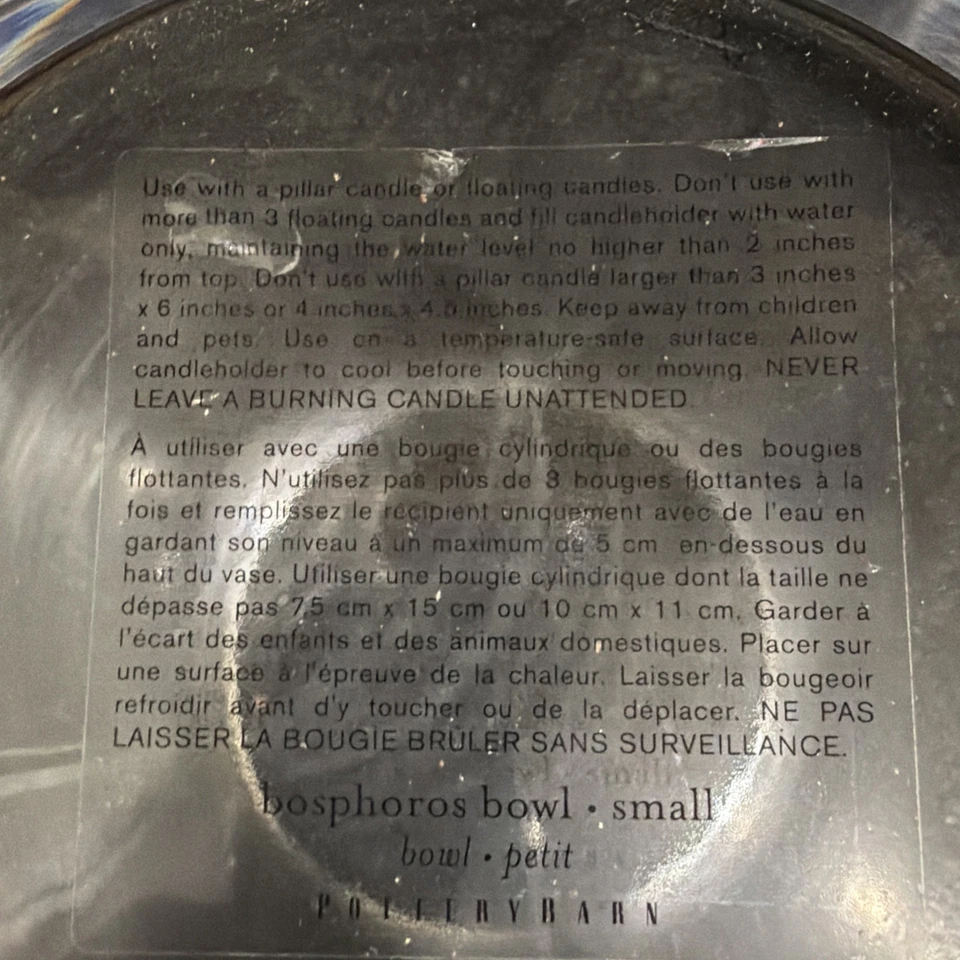 Use with a pillar candle or floating candles. Don't use with
more than 3 floating candles and fill candleholder with water
only, maintaining the water level no higher than 2 inches
from top. Don't use with a pillar candle larger than 3 inches
x 6 inches or 4 inches x 4.5 inches. Keep away from children
and pets. Use on a temperature-safe surface. Allow
candleholder to cool before touching or moving. NEVER
LEAVE A BURNING CANDLE UNATTENDED.
À utiliser avec une bougie cylindrique ou des bougies
flottantes. N'utilisez pas plus de 3 bougies flottantes à la
fois et remplissez le récipient uniquement avec de l'eau en
gardant son niveau à un maximum de 5 cm en-dessous du
haut du vase. Utiliser une bougie cylindrique dont la taille ne
dépasse pas 7,5 cm x 15 cm ou 10 cm x 11 cm. Garder à
l'écart des enfants et des animaux domestiques. Placer sur
une surface à l'épreuve de la chaleur. Laisser la bougeoir
refroidir avant d'y toucher ou de la déplacer. NE PAS
LAISSER LA BOUGIE BRÛLER SANS SURVEILLANCE.
bosphoros bowl • small
bowl • petit
POTTERYBARN